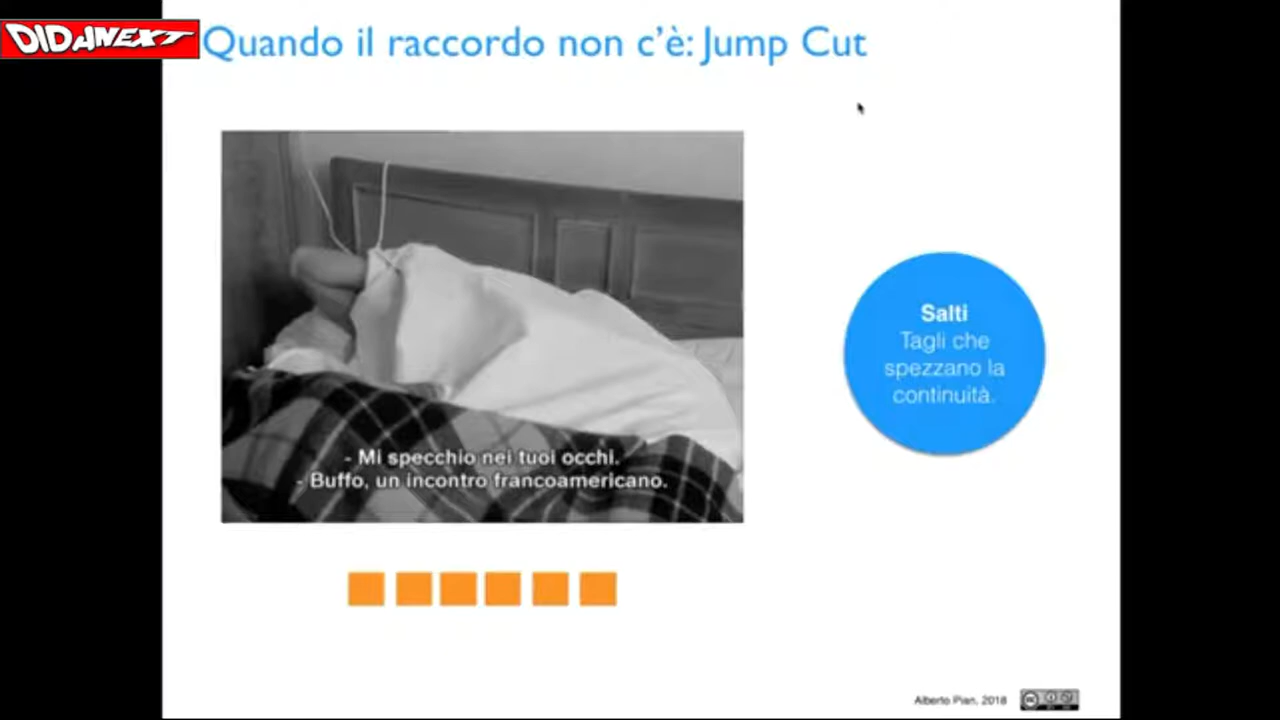 DIDANEXT
Quando il raccordo non c'è: Jump Cut
- Mi specchio nei tuoi occhi.
- Buffo, un incontro francoamericano.
Salti
Tagli che
spezzano la
continuità.
Alberto Pian, 2018